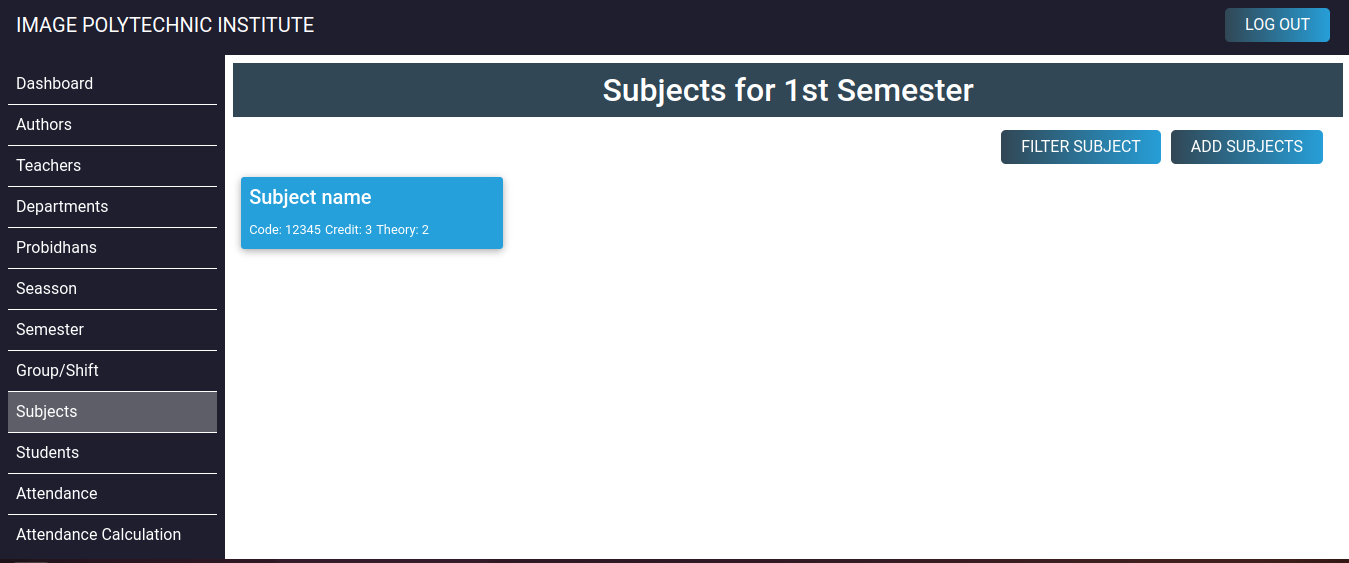 IMAGE POLYTECHNIC INSTITUTE
LOG OUT
Dashboard
Authors
Teachers
Departments
Probidhans
Seasson
Semester
Group/Shift
Subjects
Students
Attendance
Attendance Calculation
Subjects for 1st Semester
FILTER SUBJECT
ADD SUBJECTS
Subject name
Code: 12345 Credit: 3 Theory: 2